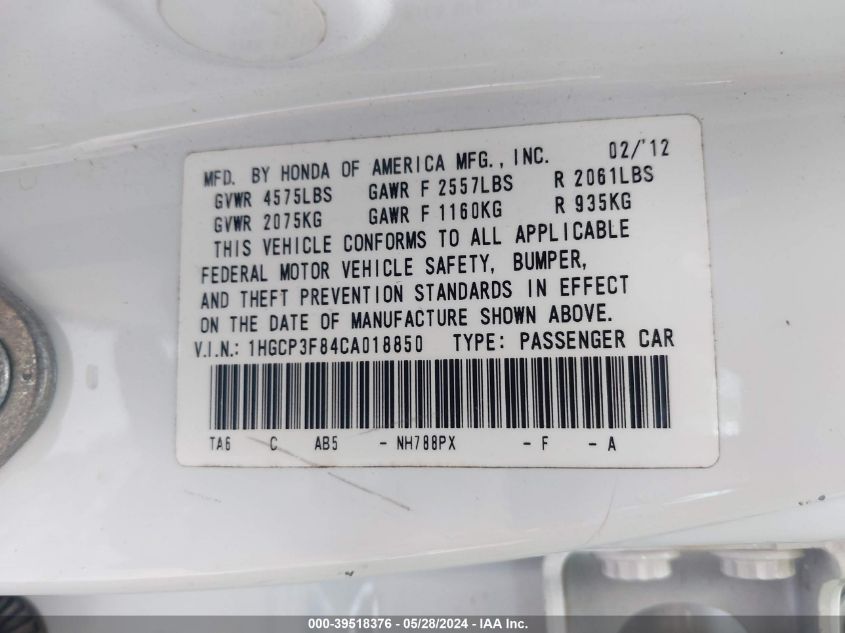 MFD. BY HONDA OF AMERICA MFG., INC. 02/'12
GVWR 4575LBS GAWR F 2557LBS R 2061LBS
GVWR 2075KG GAWR F 1160KG R 935KG
THIS VEHICLE CONFORMS TO ALL APPLICABLE
FEDERAL MOTOR VEHICLE SAFETY, BUMPER,
AND THEFT PREVENTION STANDARDS IN EFFECT
ON THE DATE OF MANUFACTURE SHOWN ABOVE.
V.I.N.: 1HGCP3F84CA018850 TYPE: PASSENGER CAR
TA6 C AB5 - NH788PX - F - A
000-39518376 - 05/28/2024 - IAA Inc.